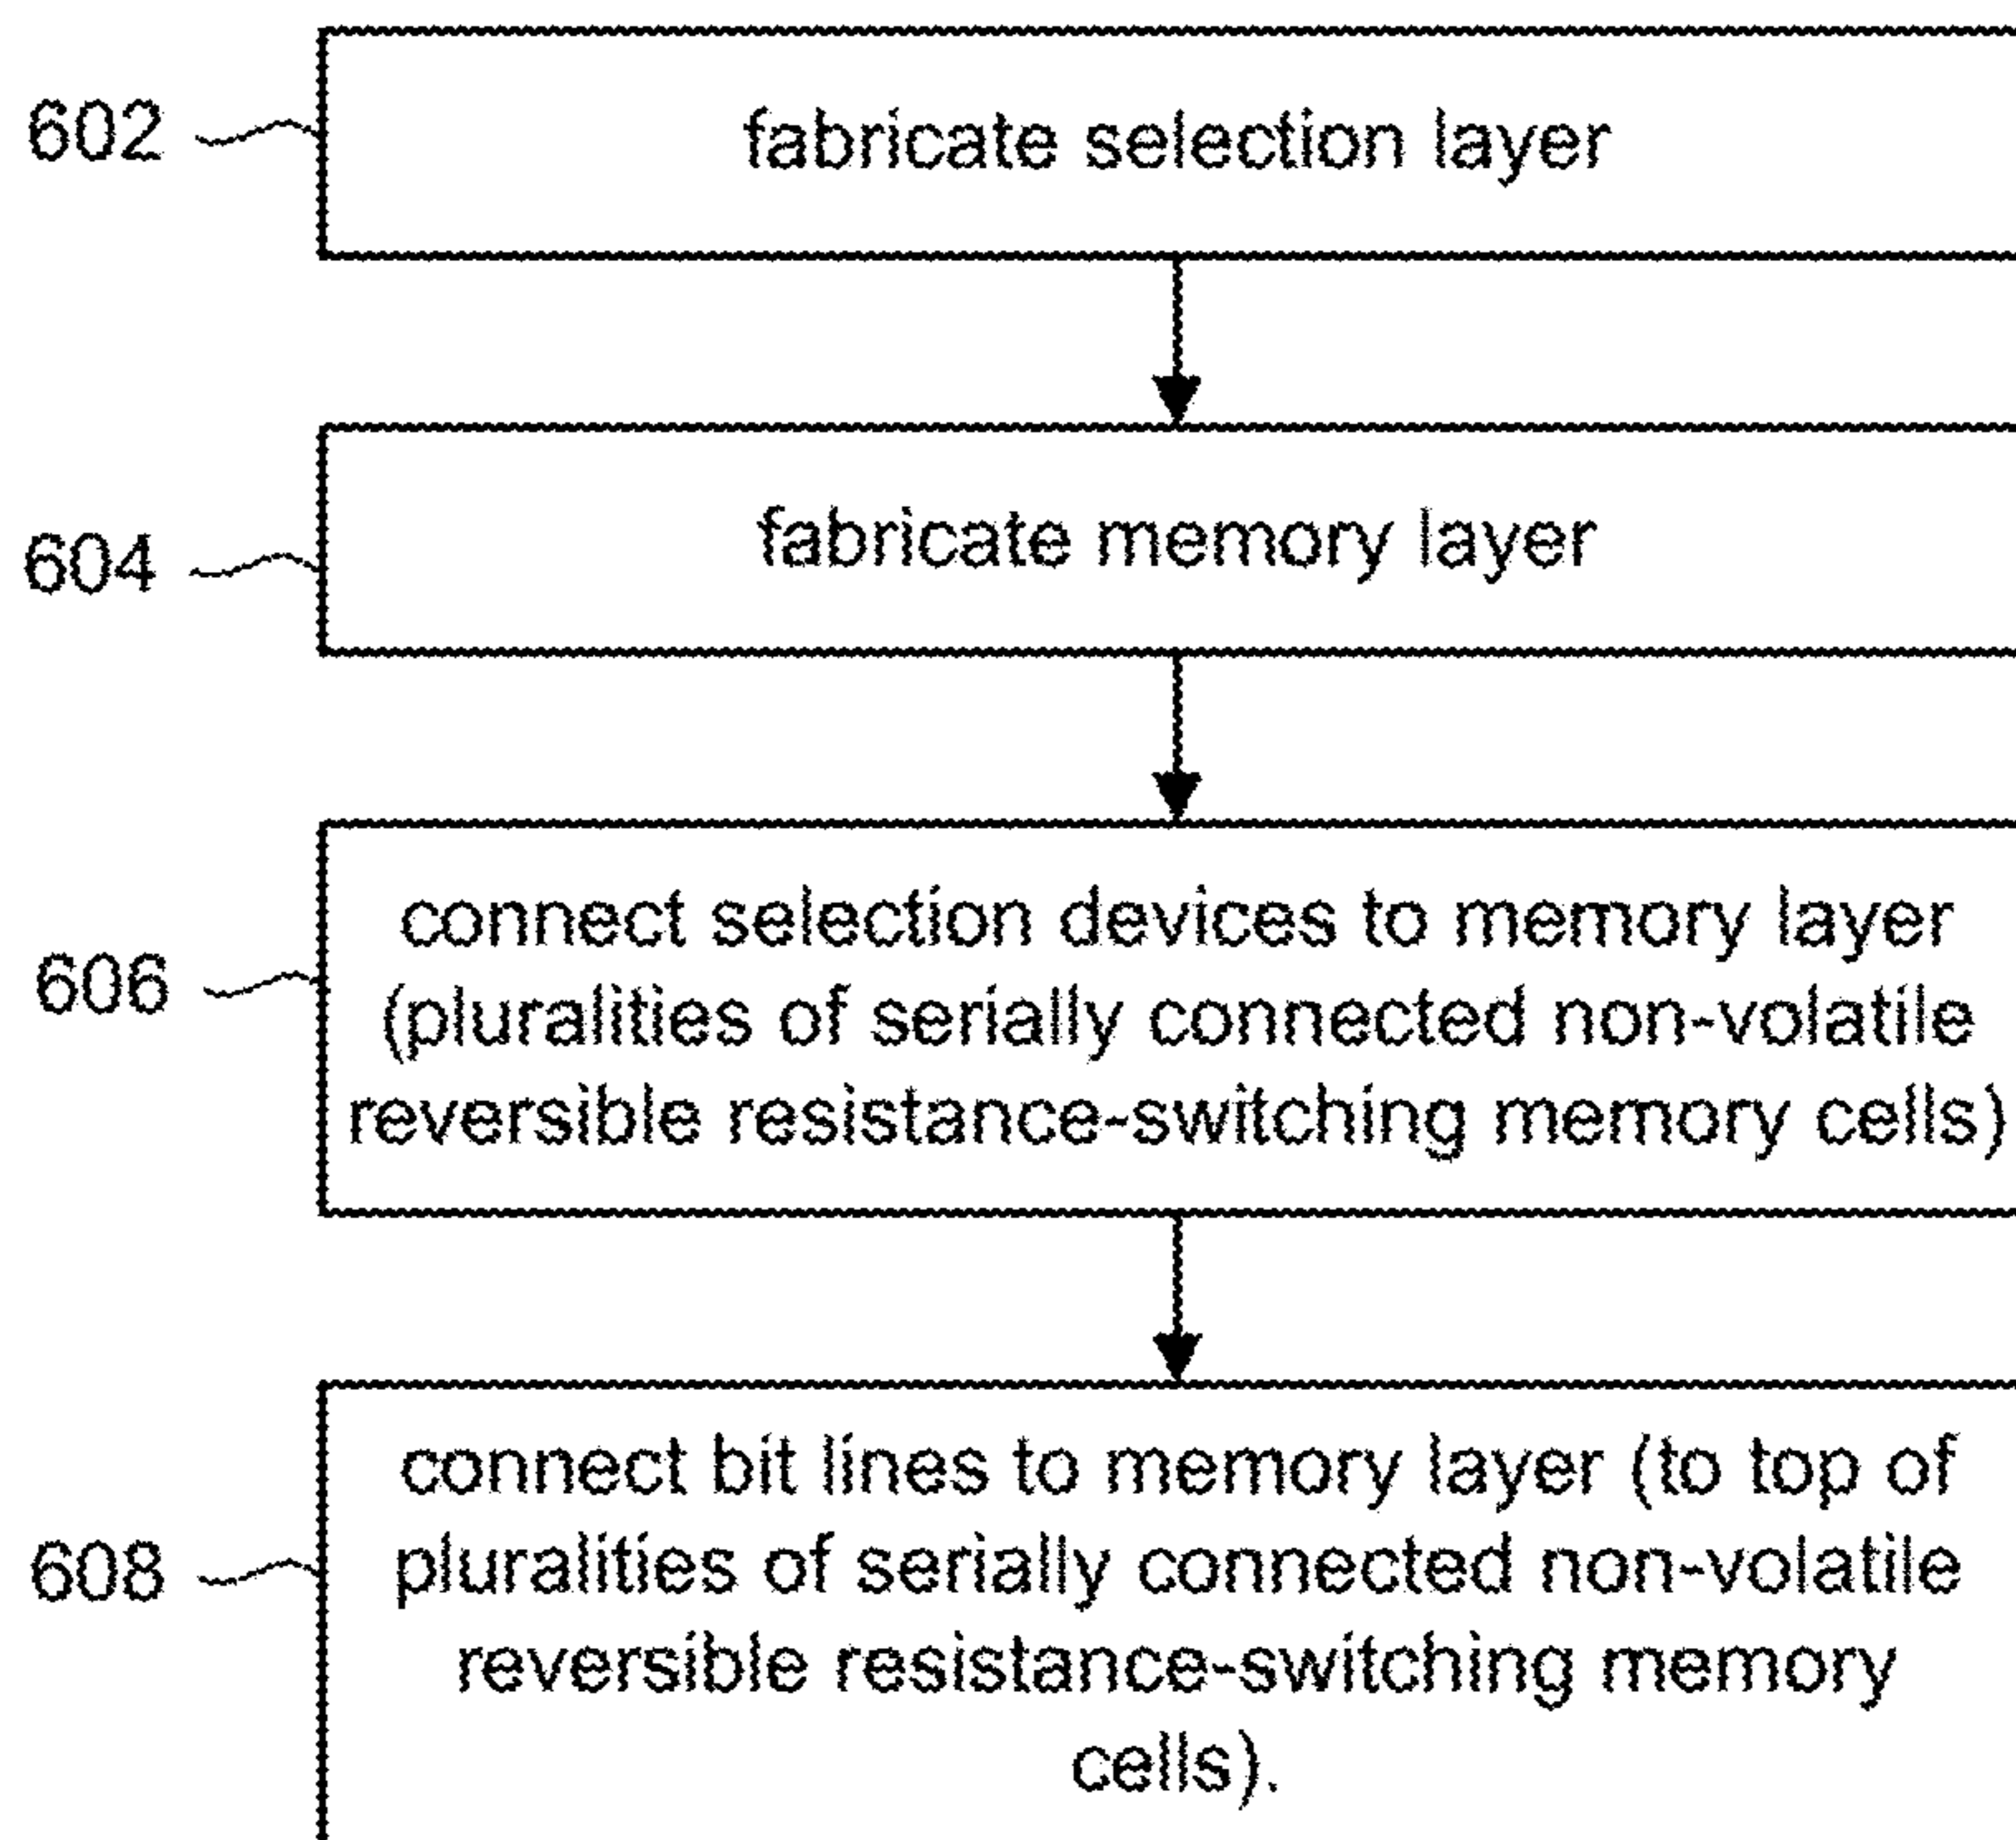 602
fabricate selection layer
604
fabricate memory layer
606
connect selection devices to memory layer
(pluralities of serially connected non-volatile
reversible resistance-switching memory cells)
608
connect bit lines to memory layer (to top of
pluralities of serially connected non-volatile
reversible resistance-switching memory
cells).